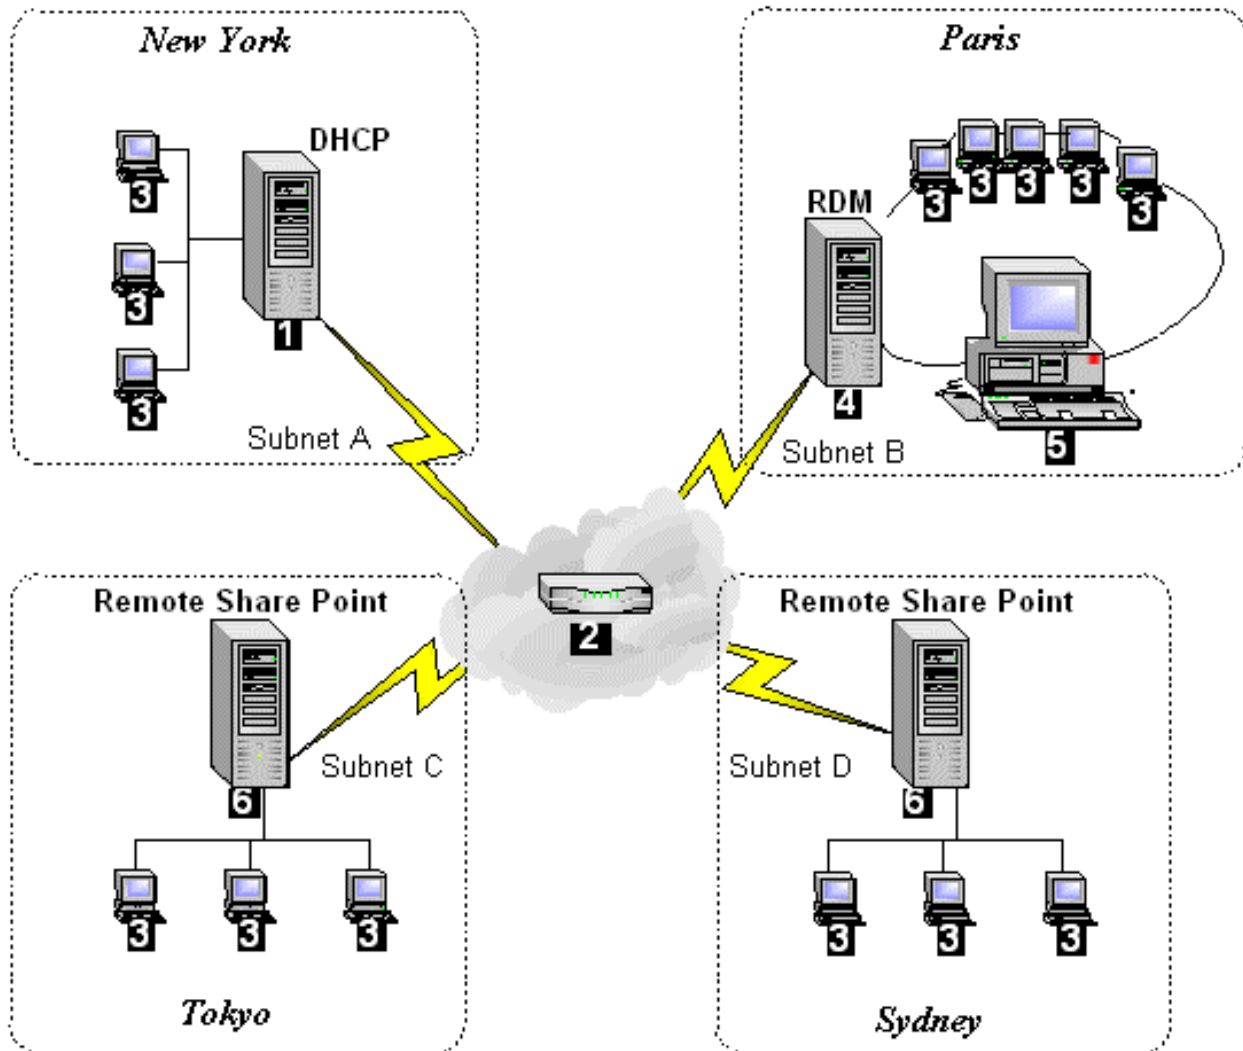 New York
DHCP
3
3
3
1
Subnet A
Paris
RDM
3
3
3
3
3
4
5
Subnet B
2
Remote Share Point
6
Subnet C
3
3
3
Tokyo
Remote Share Point
6
Subnet D
3
3
3
Sydney